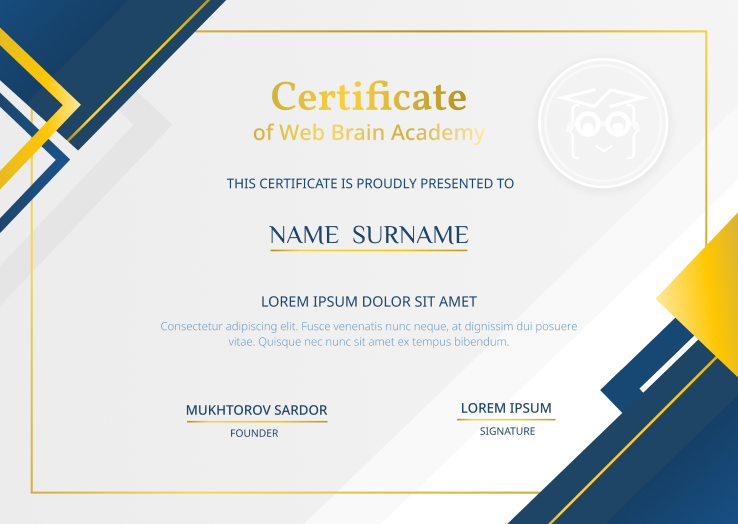 Certificate
of Web Brain Academy
THIS CERTIFICATE IS PROUDLY PRESENTED TO
NAME SURNAME
LOREM IPSUM DOLOR SIT AMET
Consectetur adipiscing elit. Fusce venenatis nunc neque, at dignissim dui posuere
vitae. Quisque nec nunc sit amet ex tempus bibendum.
MUKHTOROV SARDOR
FOUNDER
LOREM IPSUM
SIGNATURE